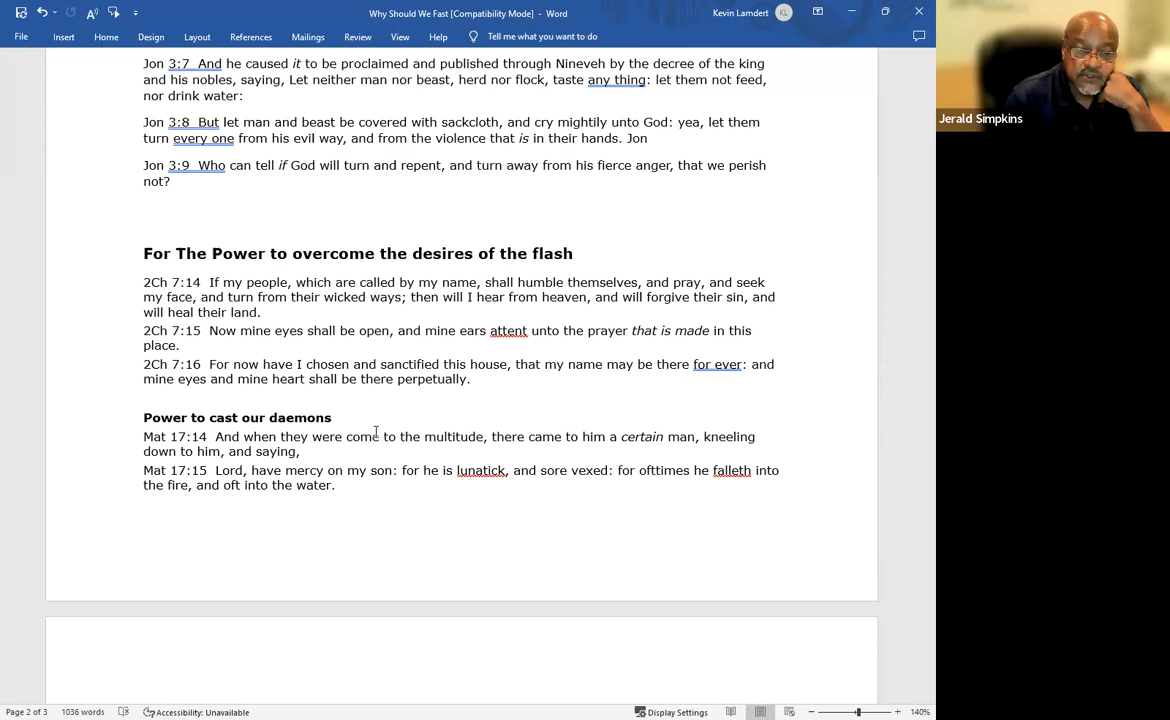 Why Should We Fast [Compatibility Mode] - Word
Kevin Lamdert KL
File Insert Home Design Layout References Mailings Review View Help Tell me what you want to do
Jon 3:7 And he caused it to be proclaimed and published through Nineveh by the decree of the king
and his nobles, saying, Let neither man nor beast, herd nor flock, taste any thing: let them not feed,
nor drink water:
Jon 3:8 But let man and beast be covered with sackcloth, and cry mightily unto God: yea, let them
turn every one from his evil way, and from the violence that is in their hands. Jon
Jon 3:9 Who can tell if God will turn and repent, and turn away from his fierce anger, that we perish
not?
For The Power to overcome the desires of the flash
2Ch 7:14 If my people, which are called by my name, shall humble themselves, and pray, and seek
my face, and turn from their wicked ways; then will I hear from heaven, and will forgive their sin, and
will heal their land.
2Ch 7:15 Now mine eyes shall be open, and mine ears attent unto the prayer that is made in this
place.
2Ch 7:16 For now have I chosen and sanctified this house, that my name may be there for ever: and
mine eyes and mine heart shall be there perpetually.
Power to cast our daemons
Mat 17:14 And when they were come to the multitude, there came to him a certain man, kneeling
down to him, and saying,
Mat 17:15 Lord, have mercy on my son: for he is lunatick, and sore vexed: for ofttimes he falleth into
the fire, and oft into the water.
Jerald Simpkins
Page 2 of 3 1036 words Accessibility: Unavailable Display Settings 140%